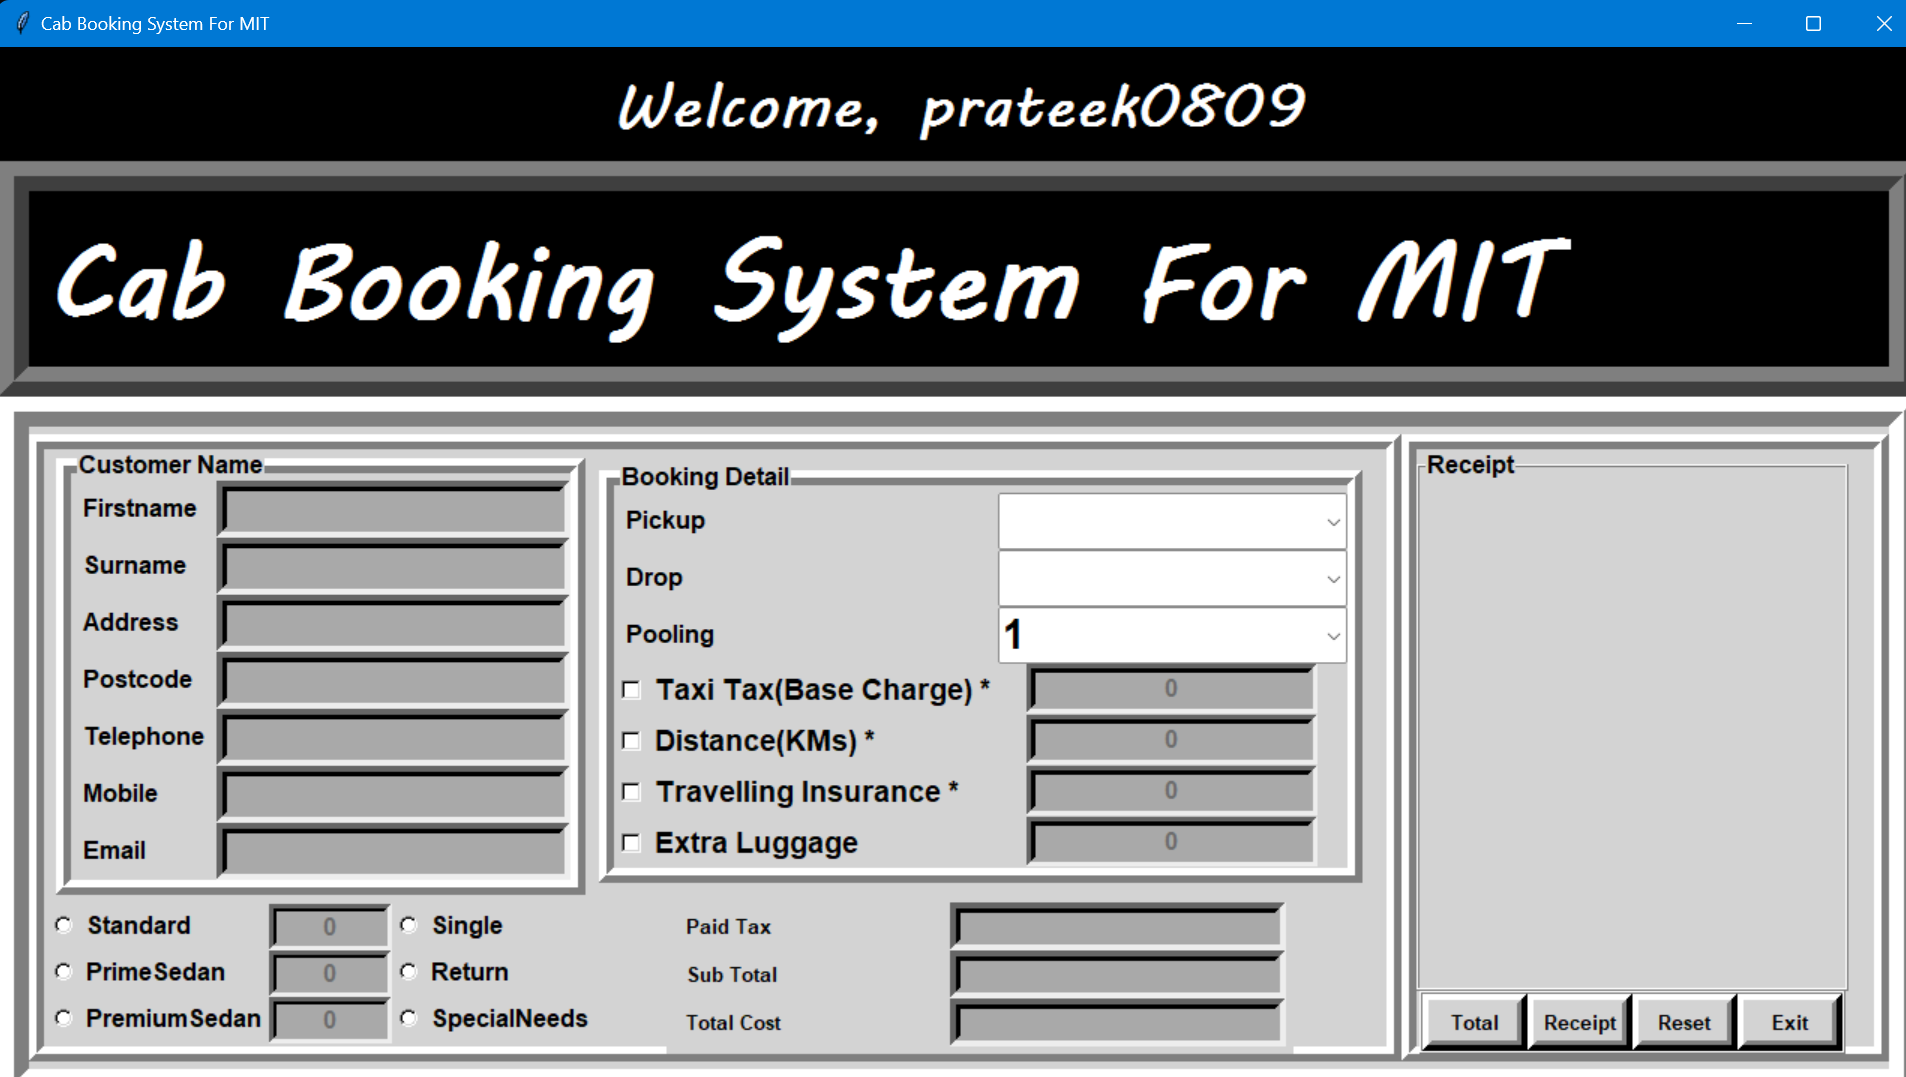 Cab Booking System For MIT
Welcome, prateek0809
Cab Booking System For MIT
Customer Name
Firstname
Surname
Address
Postcode
Telephone
Mobile
Email
Booking Detail
Pickup
Drop
Pooling 1
Taxi Tax(Base Charge) * 0
Distance(KMs) * 0
Travelling Insurance * 0
Extra Luggage 0
Standard 0 Single
PrimeSedan 0 Return
PremiumSedan 0 SpecialNeeds
Paid Tax
Sub Total
Total Cost
Receipt
Total Receipt Reset Exit